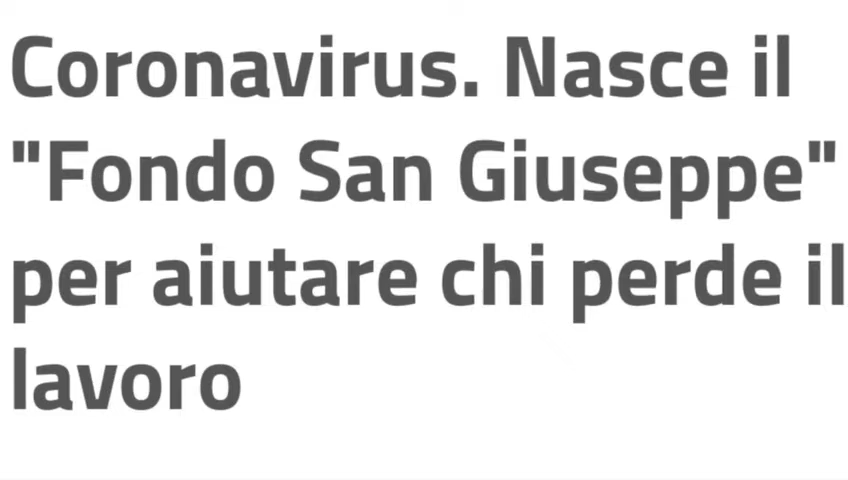 Coronavirus. Nasce il
"Fondo San Giuseppe"
per aiutare chi perde il
lavoro